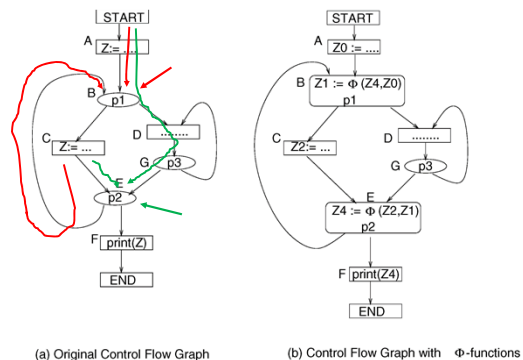 START
A
Z:= ....
B
p1
D
........
C
Z:= ...
G
p3
E
p2
F
print(Z)
END
(a) Original Control Flow Graph
START
A
Z0 := ....
B
Z1 := Φ(Z4,Z0)
p1
D
........
C
Z2:= ...
G
p3
E
Z4 := Φ(Z2,Z1)
p2
F
print(Z4)
END
(b) Control Flow Graph with Φ-functions